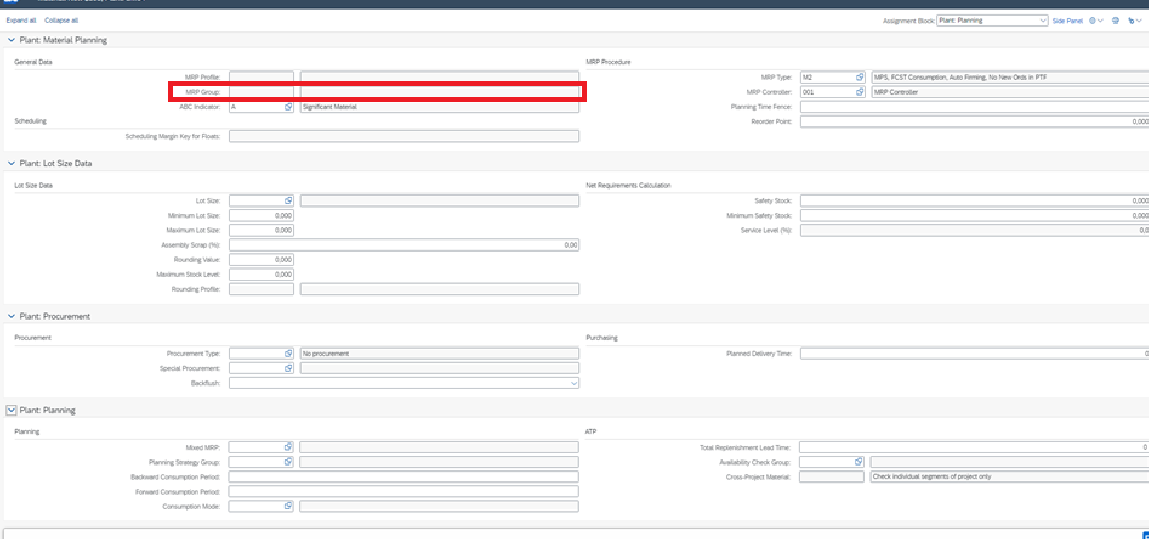 Expand all Collapse all Assignment Block: Plant: Planning Side Panel
Plant: Material Planning
General Data MRP Procedure
MRP Profile: MRP Type: M2 MPS, FCST Consumption, Auto Firming, No New Ords in PTF
MRP Group: MRP Controller: 001 MRP Controller
ABC Indicator: A Significant Material Planning Time Fence:
Scheduling Reorder Point: 0,000
Scheduling Margin Key for Floats:
Plant: Lot Size Data
Lot Size Data Net Requirements Calculation
Lot Size: Safety Stock: 0,000
Minimum Lot Size: 0,000 Minimum Safety Stock: 0,000
Maximum Lot Size: 0,000 Service Level (%): 0,0
Assembly Scrap (%): 0,00
Rounding Value: 0,000
Maximum Stock Level: 0,000
Rounding Profile:
Plant: Procurement
Procurement Purchasing
Procurement Type: No procurement Planned Delivery Time: 0
Special Procurement:
Backflush:
Plant: Planning
Planning ATP
Mixed MRP: Total Replenishment Lead Time: 0
Planning Strategy Group: Availability Check Group:
Backward Consumption Period: Cross-Project Material: Check individual segments of project only
Forward Consumption Period:
Consumption Mode: